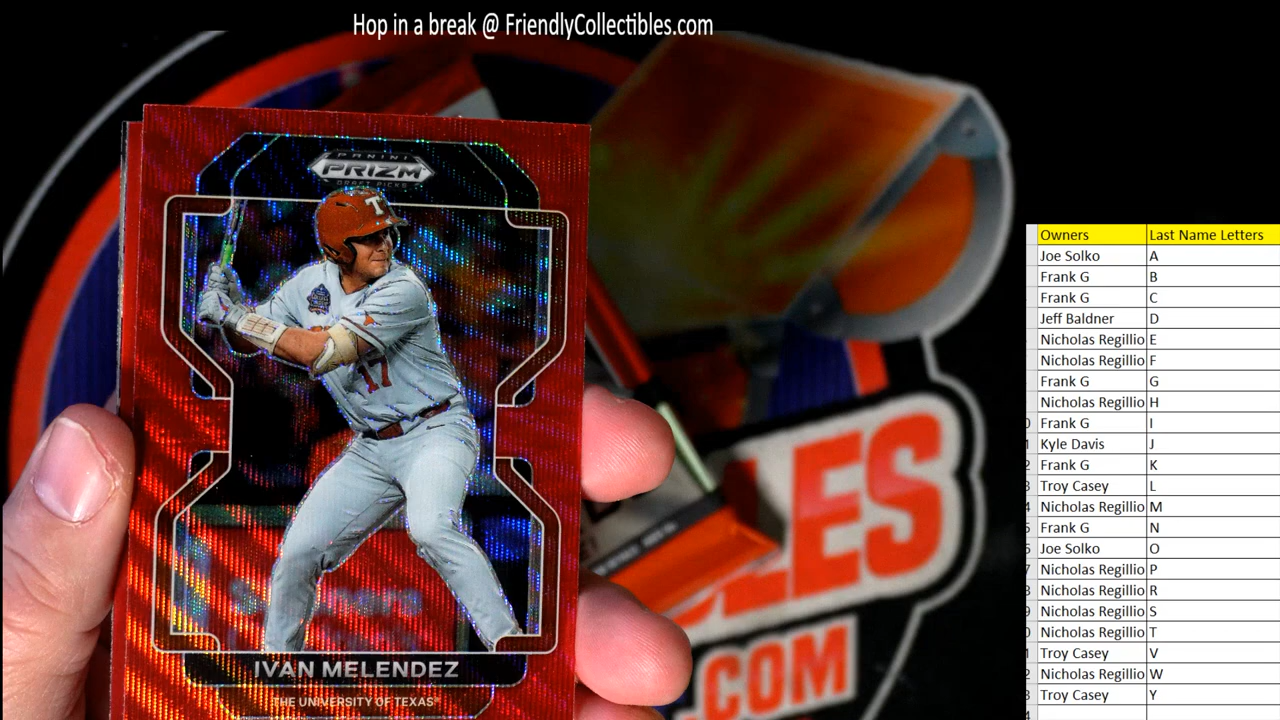 Hop in a break @ FriendlyCollectibles.com
PANINI
PRIZM
DRAFT PICKS
T
17
IVAN MELENDEZ
THE UNIVERSITY OF TEXAS
LES
.COM
Owners Last Name Letters
Joe Solko A
Frank G B
Frank G C
Jeff Baldner D
Nicholas Regillio E
Nicholas Regillio F
Frank G G
Nicholas Regillio H
Frank G I
Kyle Davis J
Frank G K
Troy Casey L
Nicholas Regillio M
Frank G N
Joe Solko O
Nicholas Regillio P
Nicholas Regillio R
Nicholas Regillio S
Nicholas Regillio T
Troy Casey V
Nicholas Regillio W
Troy Casey Y